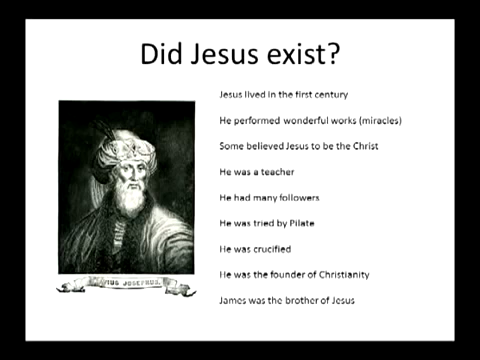 Did Jesus exist?
Jesus lived in the first century
He performed wonderful works (miracles)
Some believed Jesus to be the Christ
He was a teacher
He had many followers
He was tried by Pilate
He was crucified
He was the founder of Christianity
James was the brother of Jesus
JOSEPHUS.